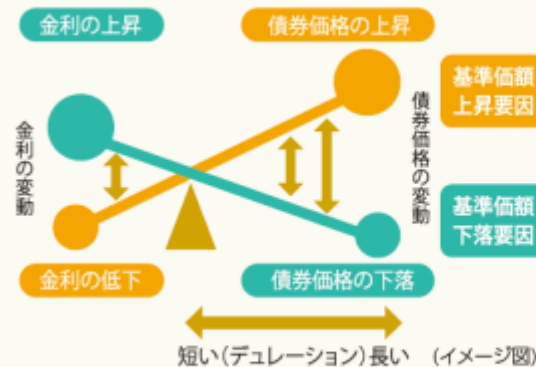 金利の上昇
債券価格の上昇
基準価額
上昇要因
金利の変動
債券価格の変動
基準価額
下落要因
金利の低下
債券価格の下落
短い(デュレーション)長い (イメージ図)